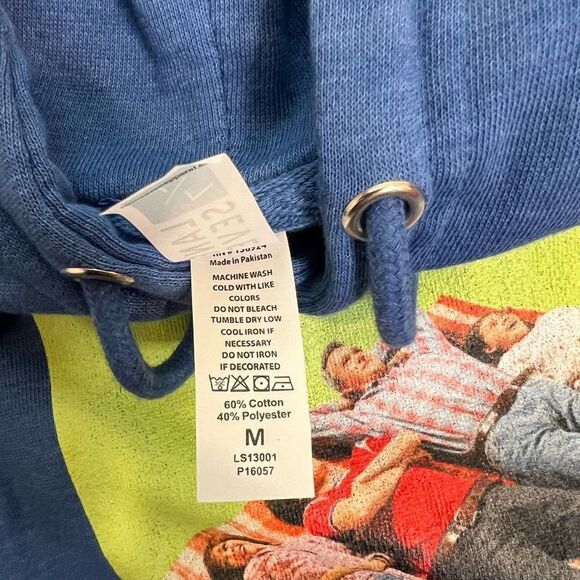 Made in Pakistan
MACHINE WASH
COLD WITH LIKE
COLORS
DO NOT BLEACH
TUMBLE DRY LOW
COOL IRON IF
NECESSARY
DO NOT IRON
IF DECORATED
60% Cotton
40% Polyester
M
LS13001
P16057